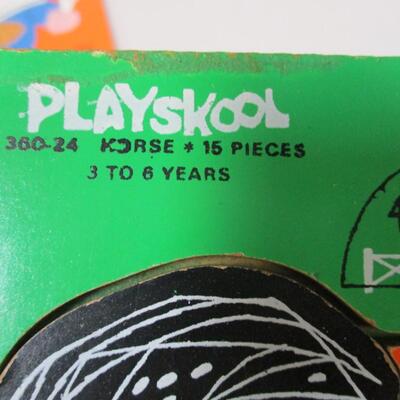 PLAYSKOOL
360-24 HORSE * 15 PIECES
3 TO 6 YEARS